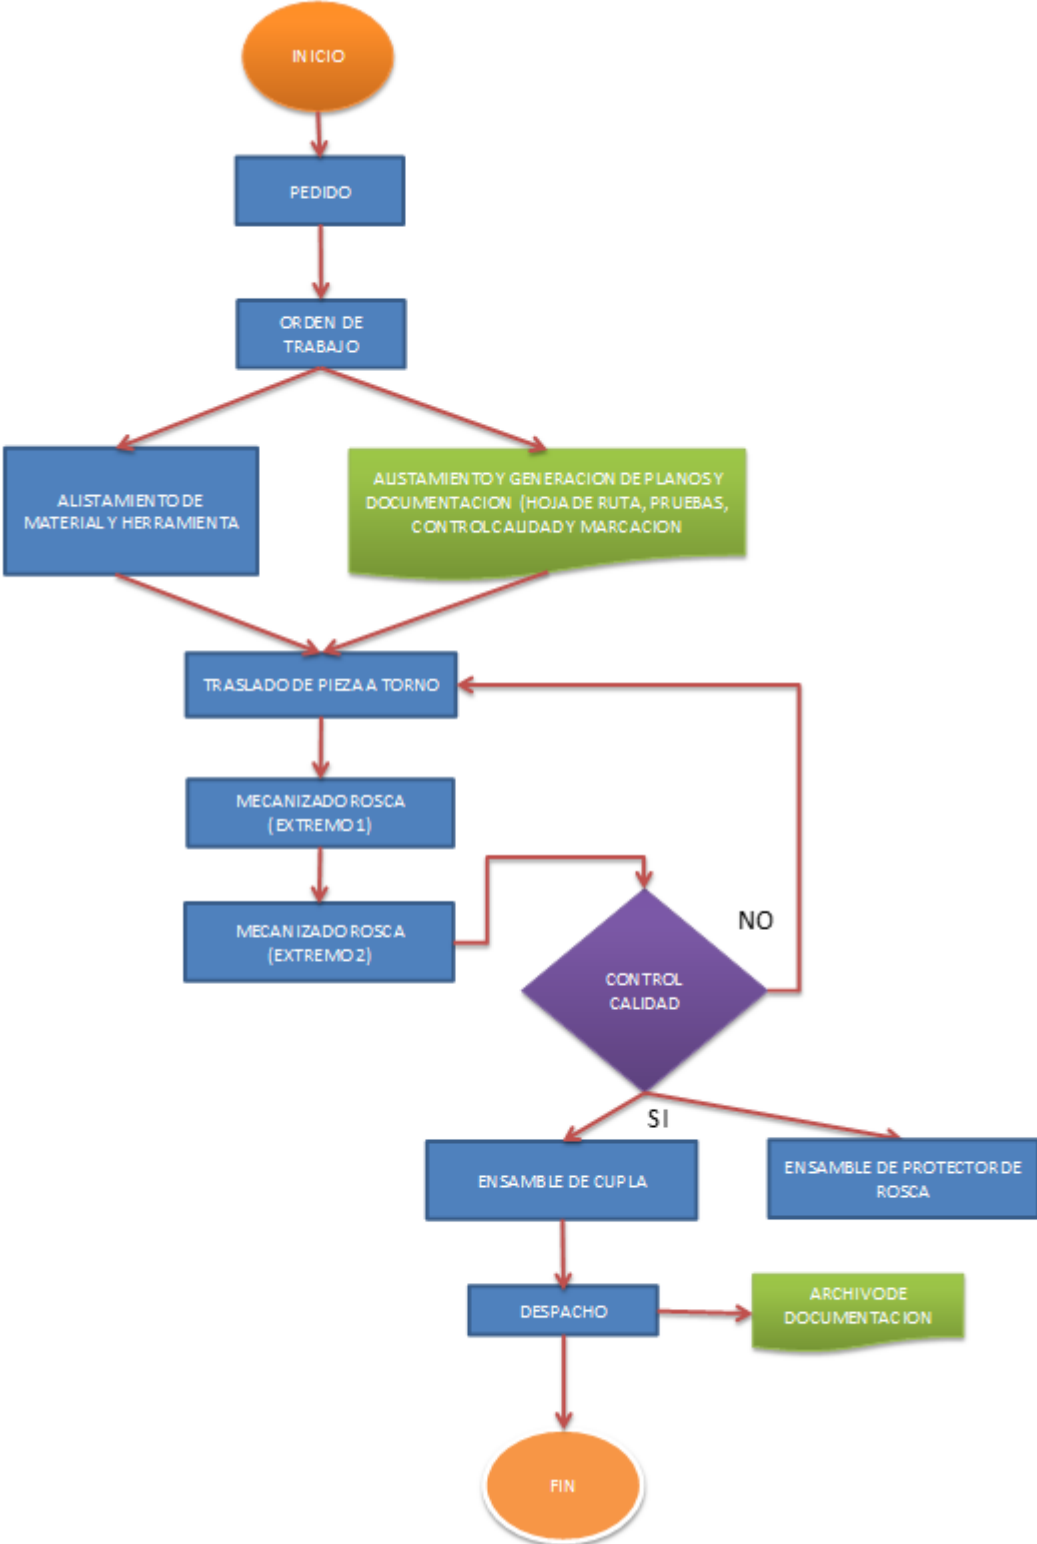 INICIO
PEDIDO
ORDEN DE
TRABAJO
ALISTAMIENTO DE
MATERIAL Y HERRAMIENTA
ALISTAMIENTO Y GENERACION DE PLANOS Y
DOCUMENTACION (HOJA DE RUTA, PRUEBAS,
CONTROL CALIDAD Y MARCACION
TRASLADO DE PIEZA A TORNO
MECANIZADO ROSCA
(EXTREMO 1)
MECANIZADO ROSCA
(EXTREMO 2)
NO
CONTROL
CALIDAD
SI
ENSAMBLE DE CUPLA
ENSAMBLE DE PROTECTOR DE
ROSCA
DESPACHO
ARCHIVO DE
DOCUMENTACION
FIN